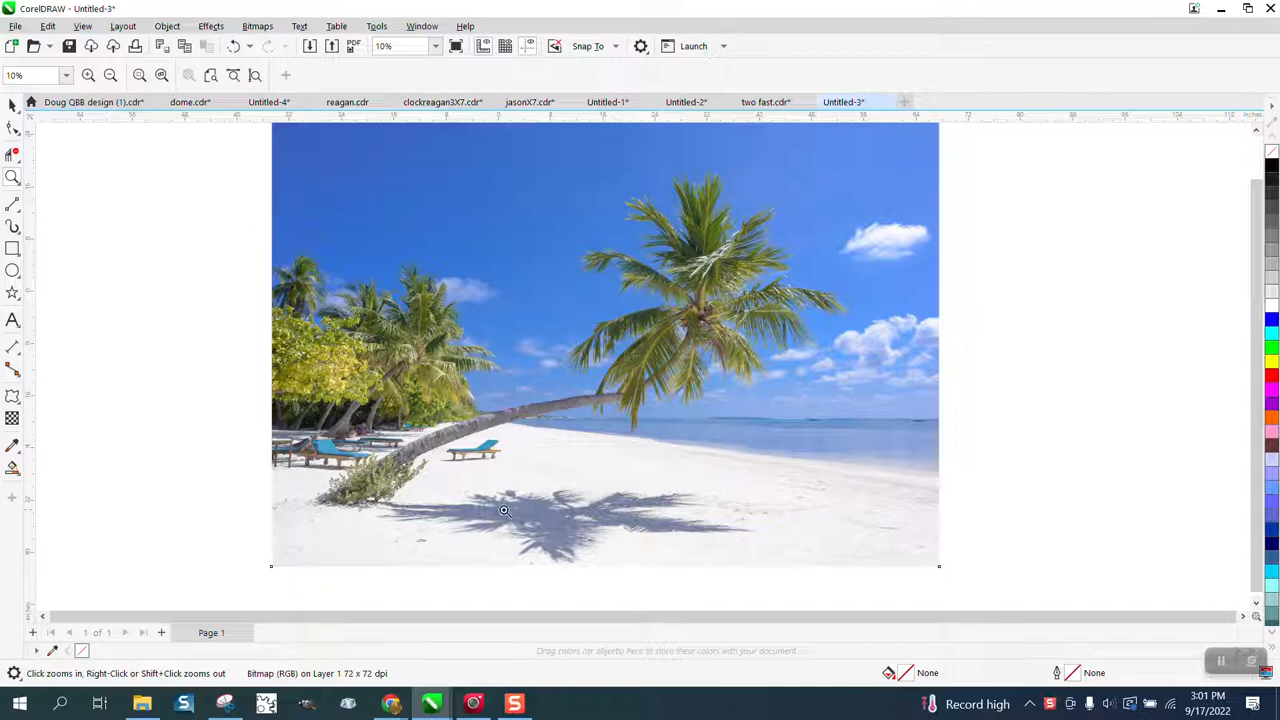 CorelDRAW - Untitled-3*
File Edit View Layout Object Effects Bitmaps Text Tools Table Window Help
PDF 10% Snap To Launch
10%
Doug QBB design (1).cdr* dome.cdr* Untitled-4* reagan.cdr clockreagan3X7.cdr* jasonX7.cdr* Untitled-1* Untitled-2* two fast.cdr* Untitled-3*
inches
1 of 1 Page 1
Drag colors (or objects) here to store these colors with your document
Click zooms in, Right-Click or Shift+Click zooms out Bitmap (RGB) on Layer 1 72 x 72 dpi None None
Record high 3:01 PM
9/17/2022